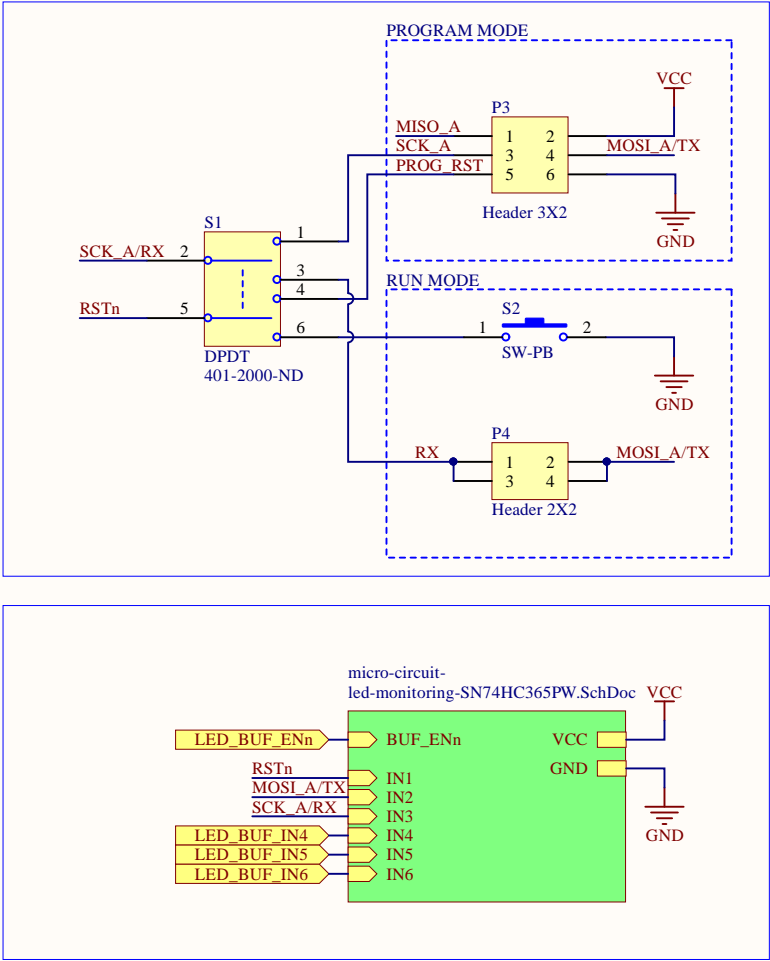 PROGRAM MODE
VCC
P3
MISO_A
1 2
SCK_A
3 4
MOSI_A/TX
PROG_RST
5 6
Header 3X2
GND
S1
1
SCK_A/RX
2
3
4
RSTn
5
6
DPDT
401-2000-ND
RUN MODE
S2
1
2
SW-PB
GND
P4
RX
1 2
MOSI_A/TX
3 4
Header 2X2
micro-circuit-
led-monitoring-SN74HC365PW.SchDoc
VCC
LED_BUF_ENn
BUF_ENn
VCC
GND
RSTn
IN1
MOSI_A/TX
IN2
SCK_A/RX
IN3
LED_BUF_IN4
IN4
GND
LED_BUF_IN5
IN5
LED_BUF_IN6
IN6